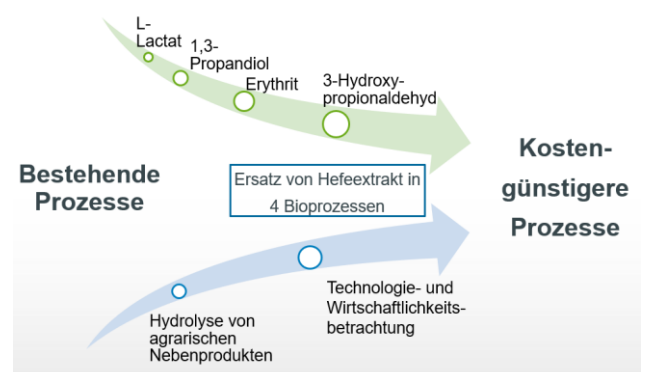 L-
Lactat
1,3-
Propandiol
Erythrit
3-Hydroxy-
propionaldehyd
Bestehende
Prozesse
Ersatz von Hefeextrakt in
4 Bioprozessen
Kosten-
günstigere
Prozesse
Hydrolyse von
agrarischen
Nebenprodukten
Technologie- und
Wirtschaftlichkeits-
betrachtung